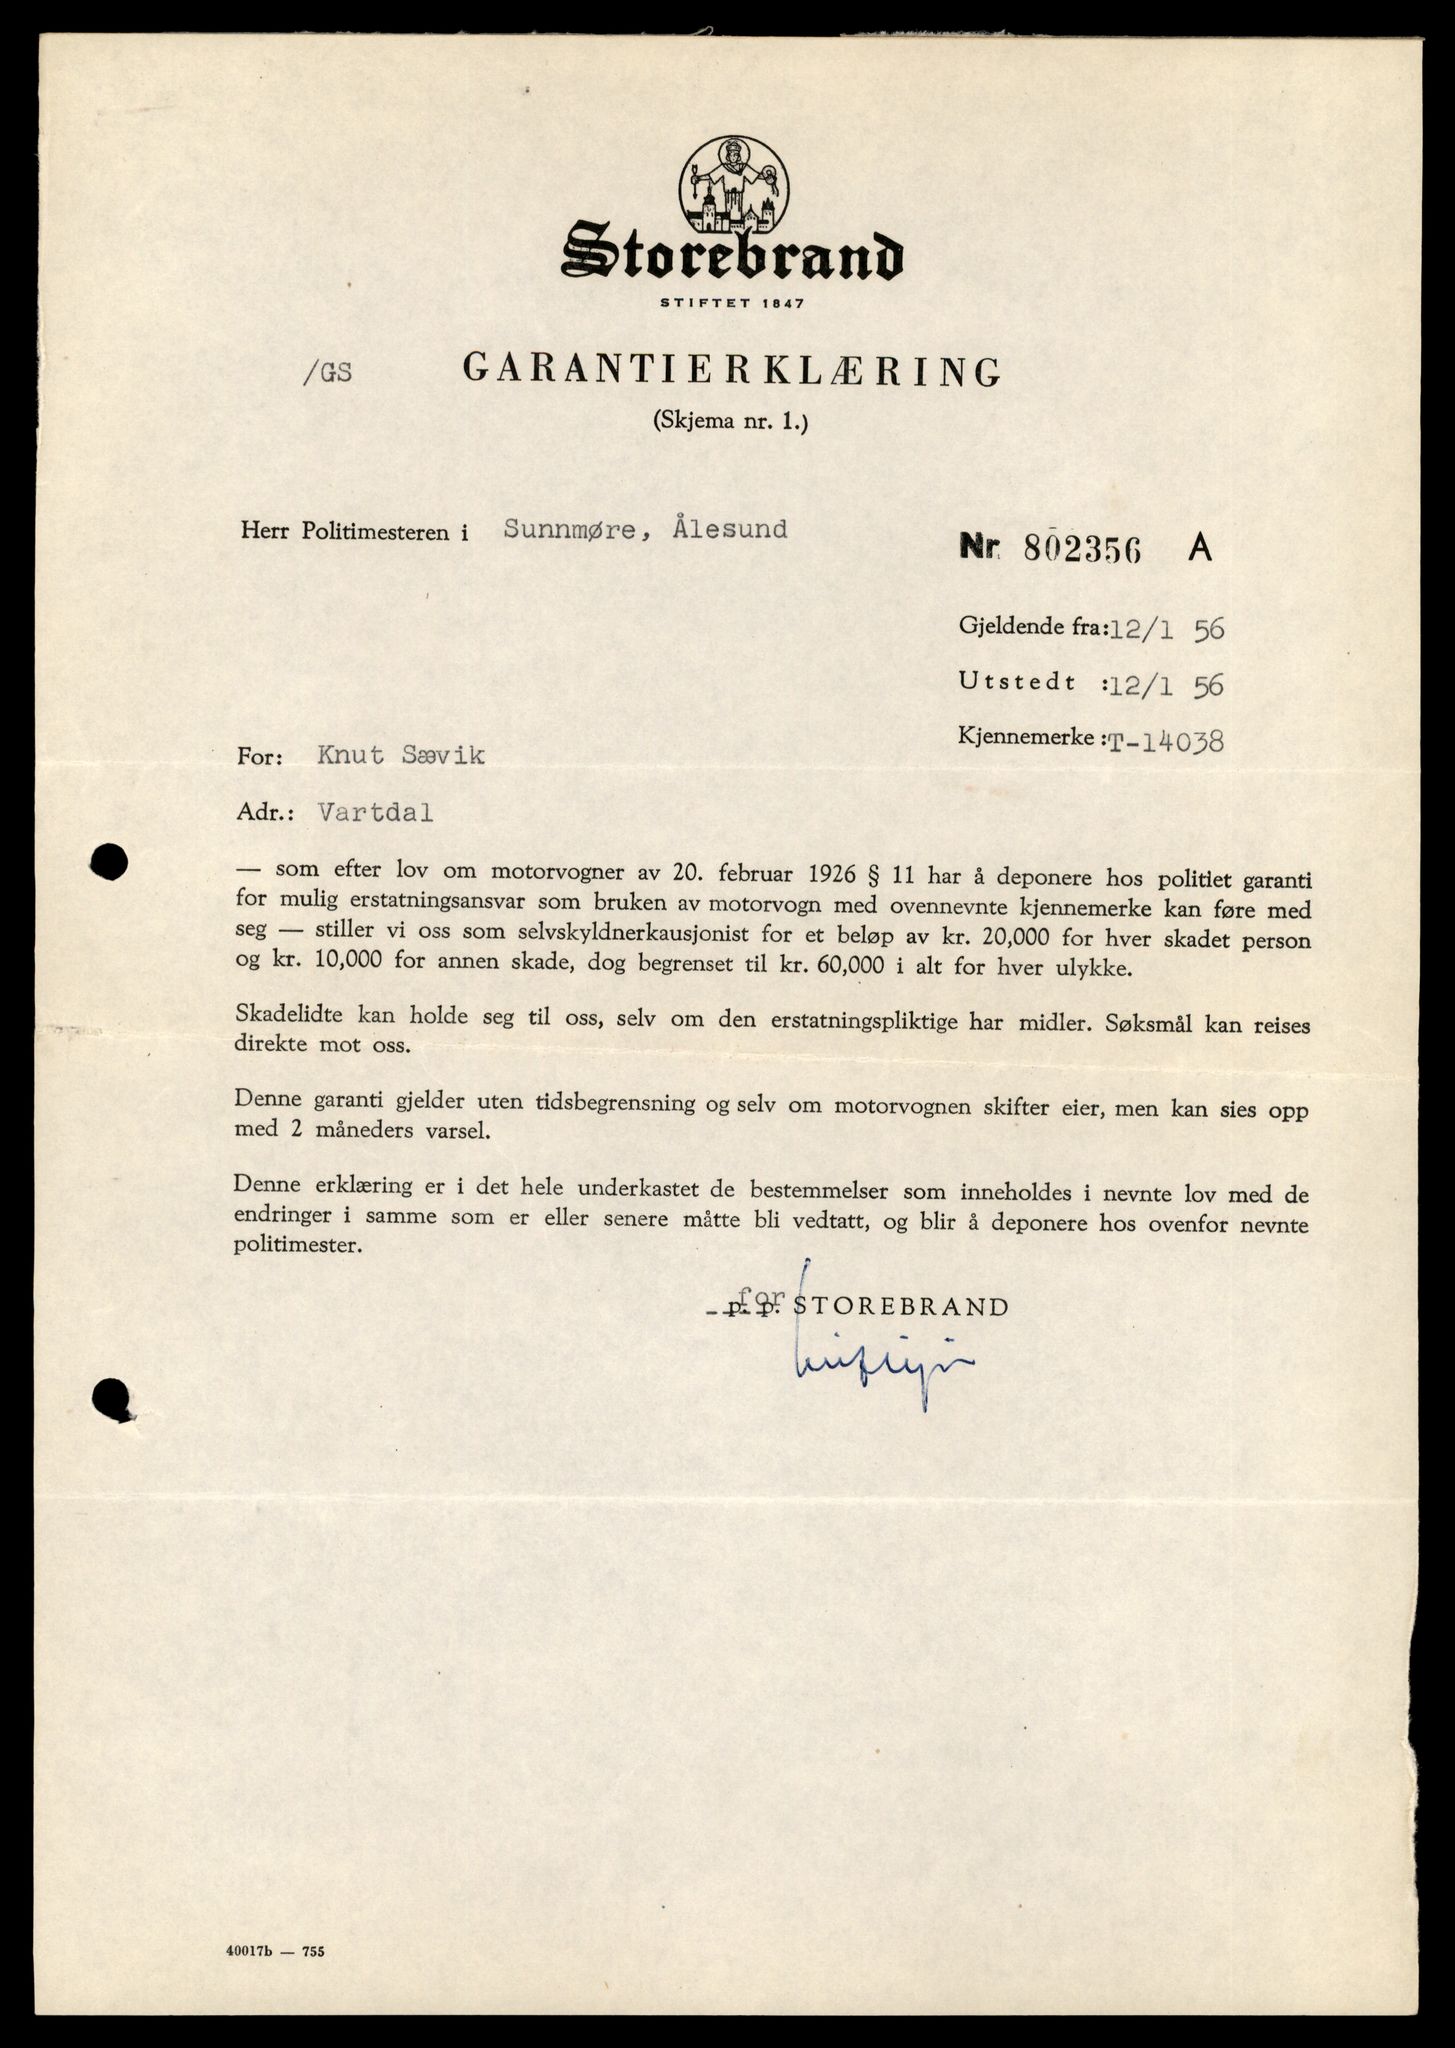 Storebrand
STIFTET 1847
/GS GARANTIERKLÆRING
(Skjema nr. 1.)
Herr Politimesteren i Sunnmøre, Ålesund
Nr. 802356 A
Gjeldende fra: 12/1 56
Utstedt : 12/1 56
Kjennemerke : T-14038
For: Knut Sævik
Adr.: Vartdal
— som efter lov om motorvogner av 20. februar 1926 § 11 har å deponere hos politiet garanti
for mulig erstatningsansvar som bruken av motorvogn med ovennevnte kjennemerke kan føre med
seg — stiller vi oss som selvskyldnerkausjonist for et beløp av kr. 20,000 for hver skadet person
og kr. 10,000 for annen skade, dog begrenset til kr. 60,000 i alt for hver ulykke.
Skadelidte kan holde seg til oss, selv om den erstatningspliktige har midler. Søksmål kan reises
direkte mot oss.
Denne garanti gjelder uten tidsbegrensning og selv om motorvognen skifter eier, men kan sies opp
med 2 måneders varsel.
Denne erklæring er i det hele underkastet de bestemmelser som inneholdes i nevnte lov med de
endringer i samme som er eller senere måtte bli vedtatt, og blir å deponere hos ovenfor nevnte
politimester.
for
p. p. STOREBRAND
40017b — 755